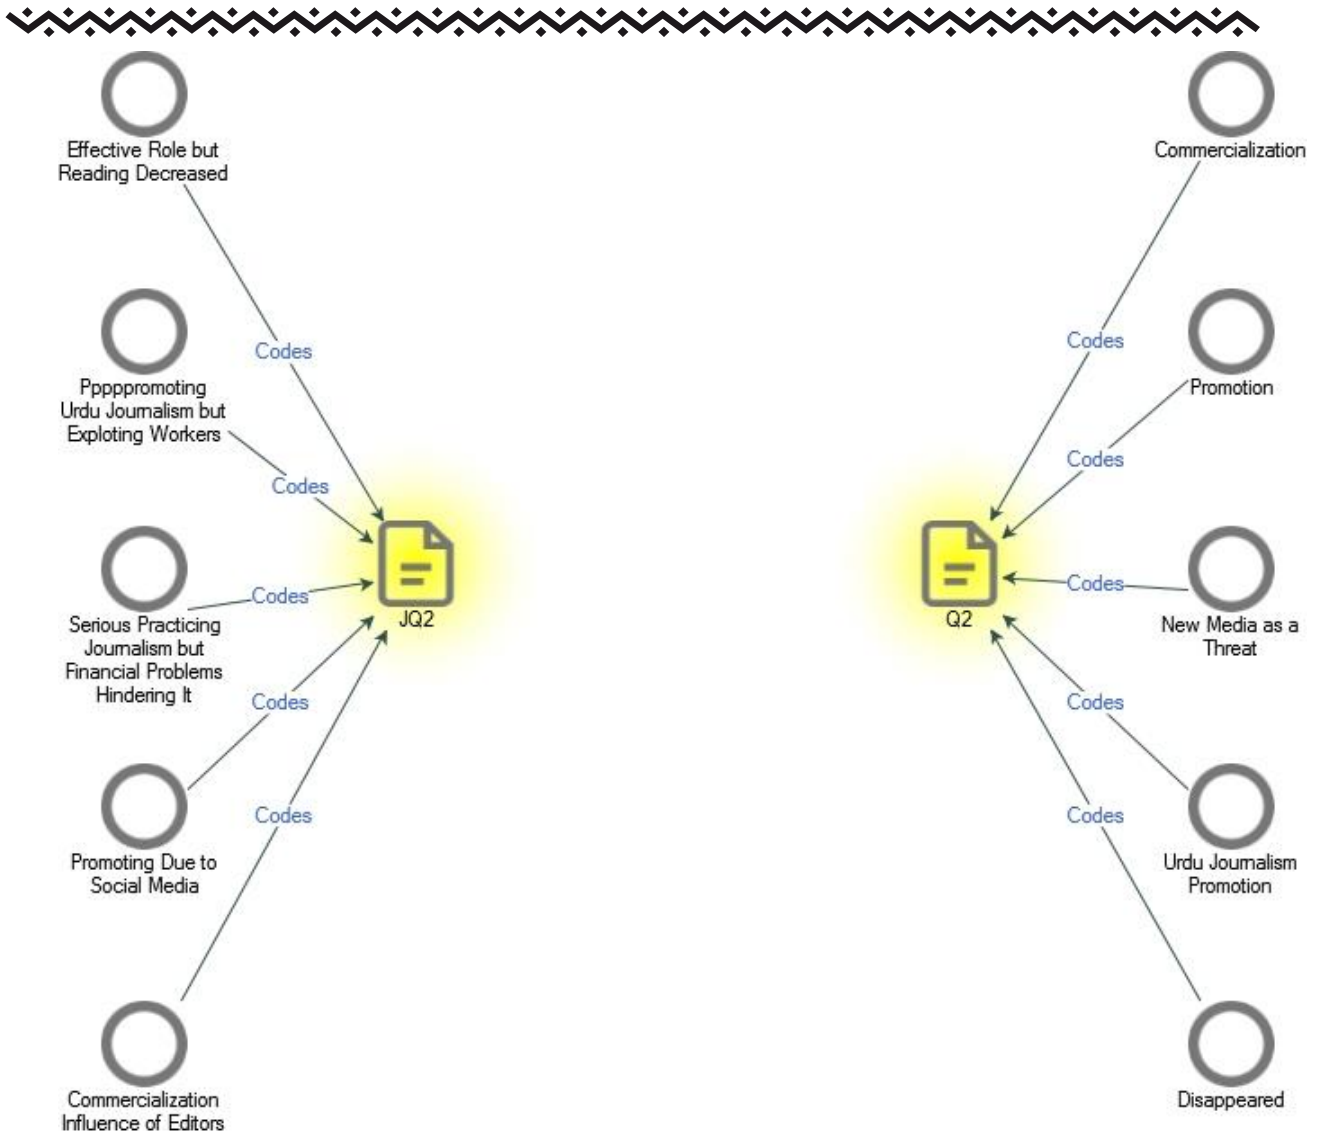 Effective Role but
Reading Decreased
Commercialization
Codes
Codes
Pppppromoting
Urdu Journalism but
Exploting Workers
Promotion
Codes
Codes
JQ2
Q2
Codes
Codes
Serious Practicing
Journalism but
Financial Problems
Hindering It
New Media as a
Threat
Codes
Codes
Promoting Due to
Social Media
Urdu Journalism
Promotion
Codes
Codes
Commercialization
Influence of Editors
Disappeared